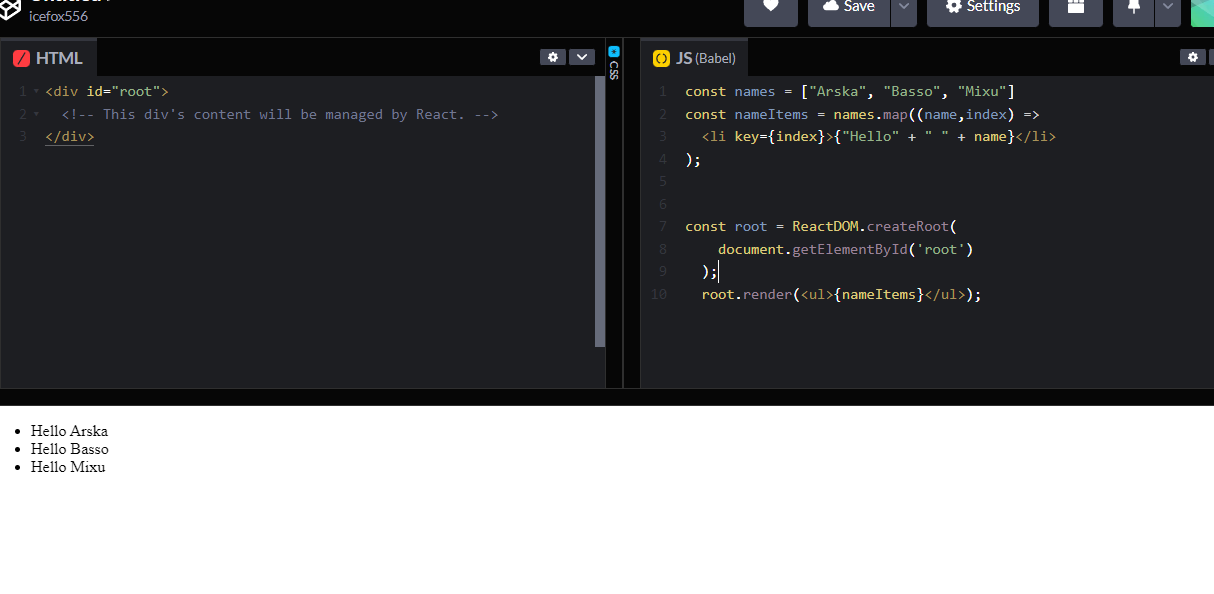 icefox556
Save
Settings
HTML
CSS
JS (Babel)
1 <div id="root">
2 <!-- This div's content will be managed by React. -->
3 </div>
1 const names = ["Arska", "Basso", "Mixu"]
2 const nameItems = names.map((name,index) =>
3 <li key={index}>{"Hello" + " " + name}</li>
4 );
5
6
7 const root = ReactDOM.createRoot(
8 document.getElementById('root')
9 );
10 root.render(<ul>{nameItems}</ul>);
• Hello Arska
• Hello Basso
• Hello Mixu